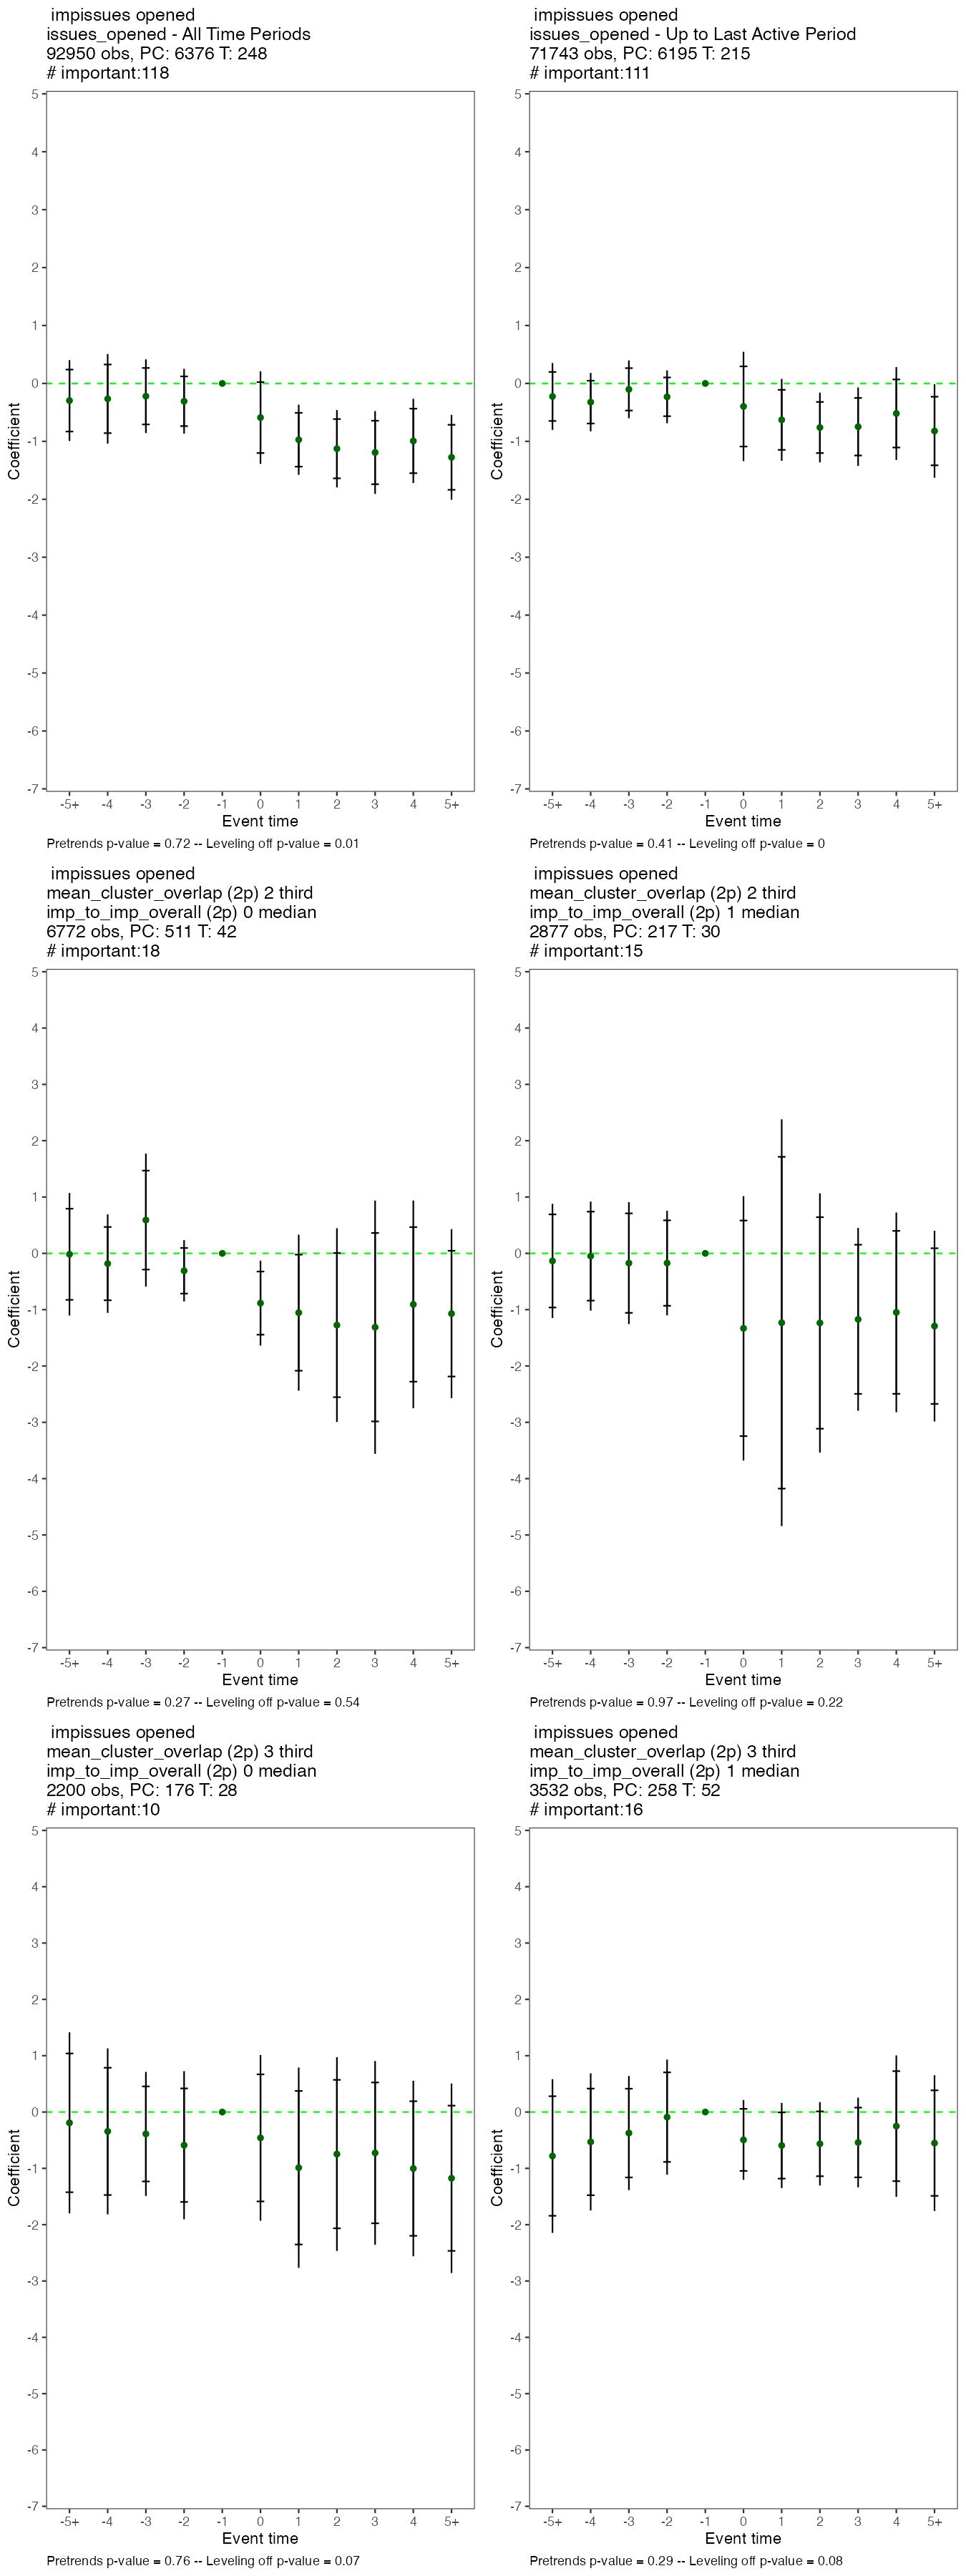 impissues opened
issues_opened - All Time Periods
92950 obs, PC: 6376 T: 248
# important:118
5
4
3
2
1
0
-1
-2
-3
-4
-5
-6
-7
Coefficient
-5+ -4 -3 -2 -1 0 1 2 3 4 5+
Event time
Pretrends p-value = 0.72 -- Leveling off p-value = 0.01
impissues opened
issues_opened - Up to Last Active Period
71743 obs, PC: 6195 T: 215
# important:111
5
4
3
2
1
0
-1
-2
-3
-4
-5
-6
-7
Coefficient
-5+ -4 -3 -2 -1 0 1 2 3 4 5+
Event time
Pretrends p-value = 0.41 -- Leveling off p-value = 0
impissues opened
mean_cluster_overlap (2p) 2 third
imp_to_imp_overall (2p) 0 median
6772 obs, PC: 511 T: 42
# important:18
5
4
3
2
1
0
-1
-2
-3
-4
-5
-6
-7
Coefficient
-5+ -4 -3 -2 -1 0 1 2 3 4 5+
Event time
Pretrends p-value = 0.27 -- Leveling off p-value = 0.54
impissues opened
mean_cluster_overlap (2p) 2 third
imp_to_imp_overall (2p) 1 median
2877 obs, PC: 217 T: 30
# important:15
5
4
3
2
1
0
-1
-2
-3
-4
-5
-6
-7
Coefficient
-5+ -4 -3 -2 -1 0 1 2 3 4 5+
Event time
Pretrends p-value = 0.97 -- Leveling off p-value = 0.22
impissues opened
mean_cluster_overlap (2p) 3 third
imp_to_imp_overall (2p) 0 median
2200 obs, PC: 176 T: 28
# important:10
5
4
3
2
1
0
-1
-2
-3
-4
-5
-6
-7
Coefficient
-5+ -4 -3 -2 -1 0 1 2 3 4 5+
Event time
Pretrends p-value = 0.76 -- Leveling off p-value = 0.07
impissues opened
mean_cluster_overlap (2p) 3 third
imp_to_imp_overall (2p) 1 median
3532 obs, PC: 258 T: 52
# important:16
5
4
3
2
1
0
-1
-2
-3
-4
-5
-6
-7
Coefficient
-5+ -4 -3 -2 -1 0 1 2 3 4 5+
Event time
Pretrends p-value = 0.29 -- Leveling off p-value = 0.08